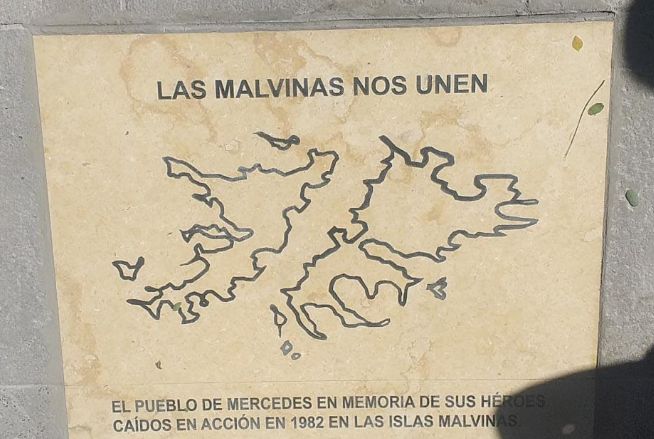 LAS MALVINAS NOS UNEN
EL PUEBLO DE MERCEDES EN MEMORIA DE SUS HÉROES
CAÍDOS EN ACCIÓN EN 1982 EN LAS ISLAS MALVINAS.